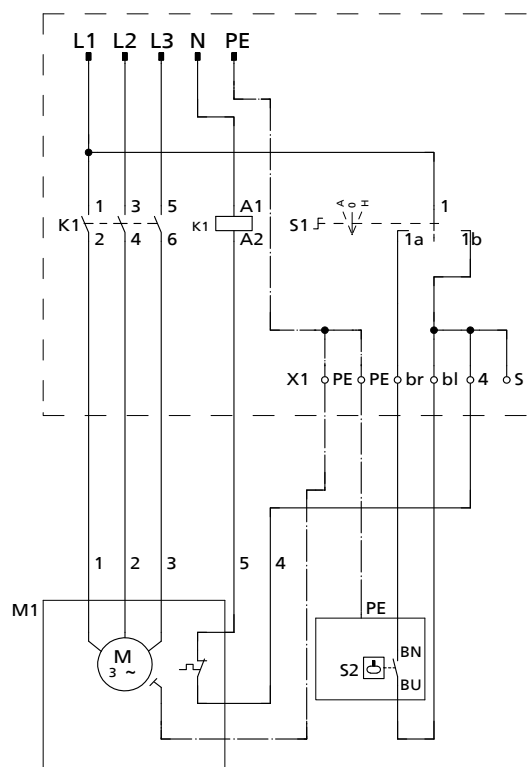 L1 L2 L3 N PE
1 3 5 A1 A 0 H 1
K1 K1 S1
2 4 6 A2 1a 1b
X1 PE PE br bl 4 S
1 2 3 5 4
M1 PE
M
3 ~
BN
S2
BU